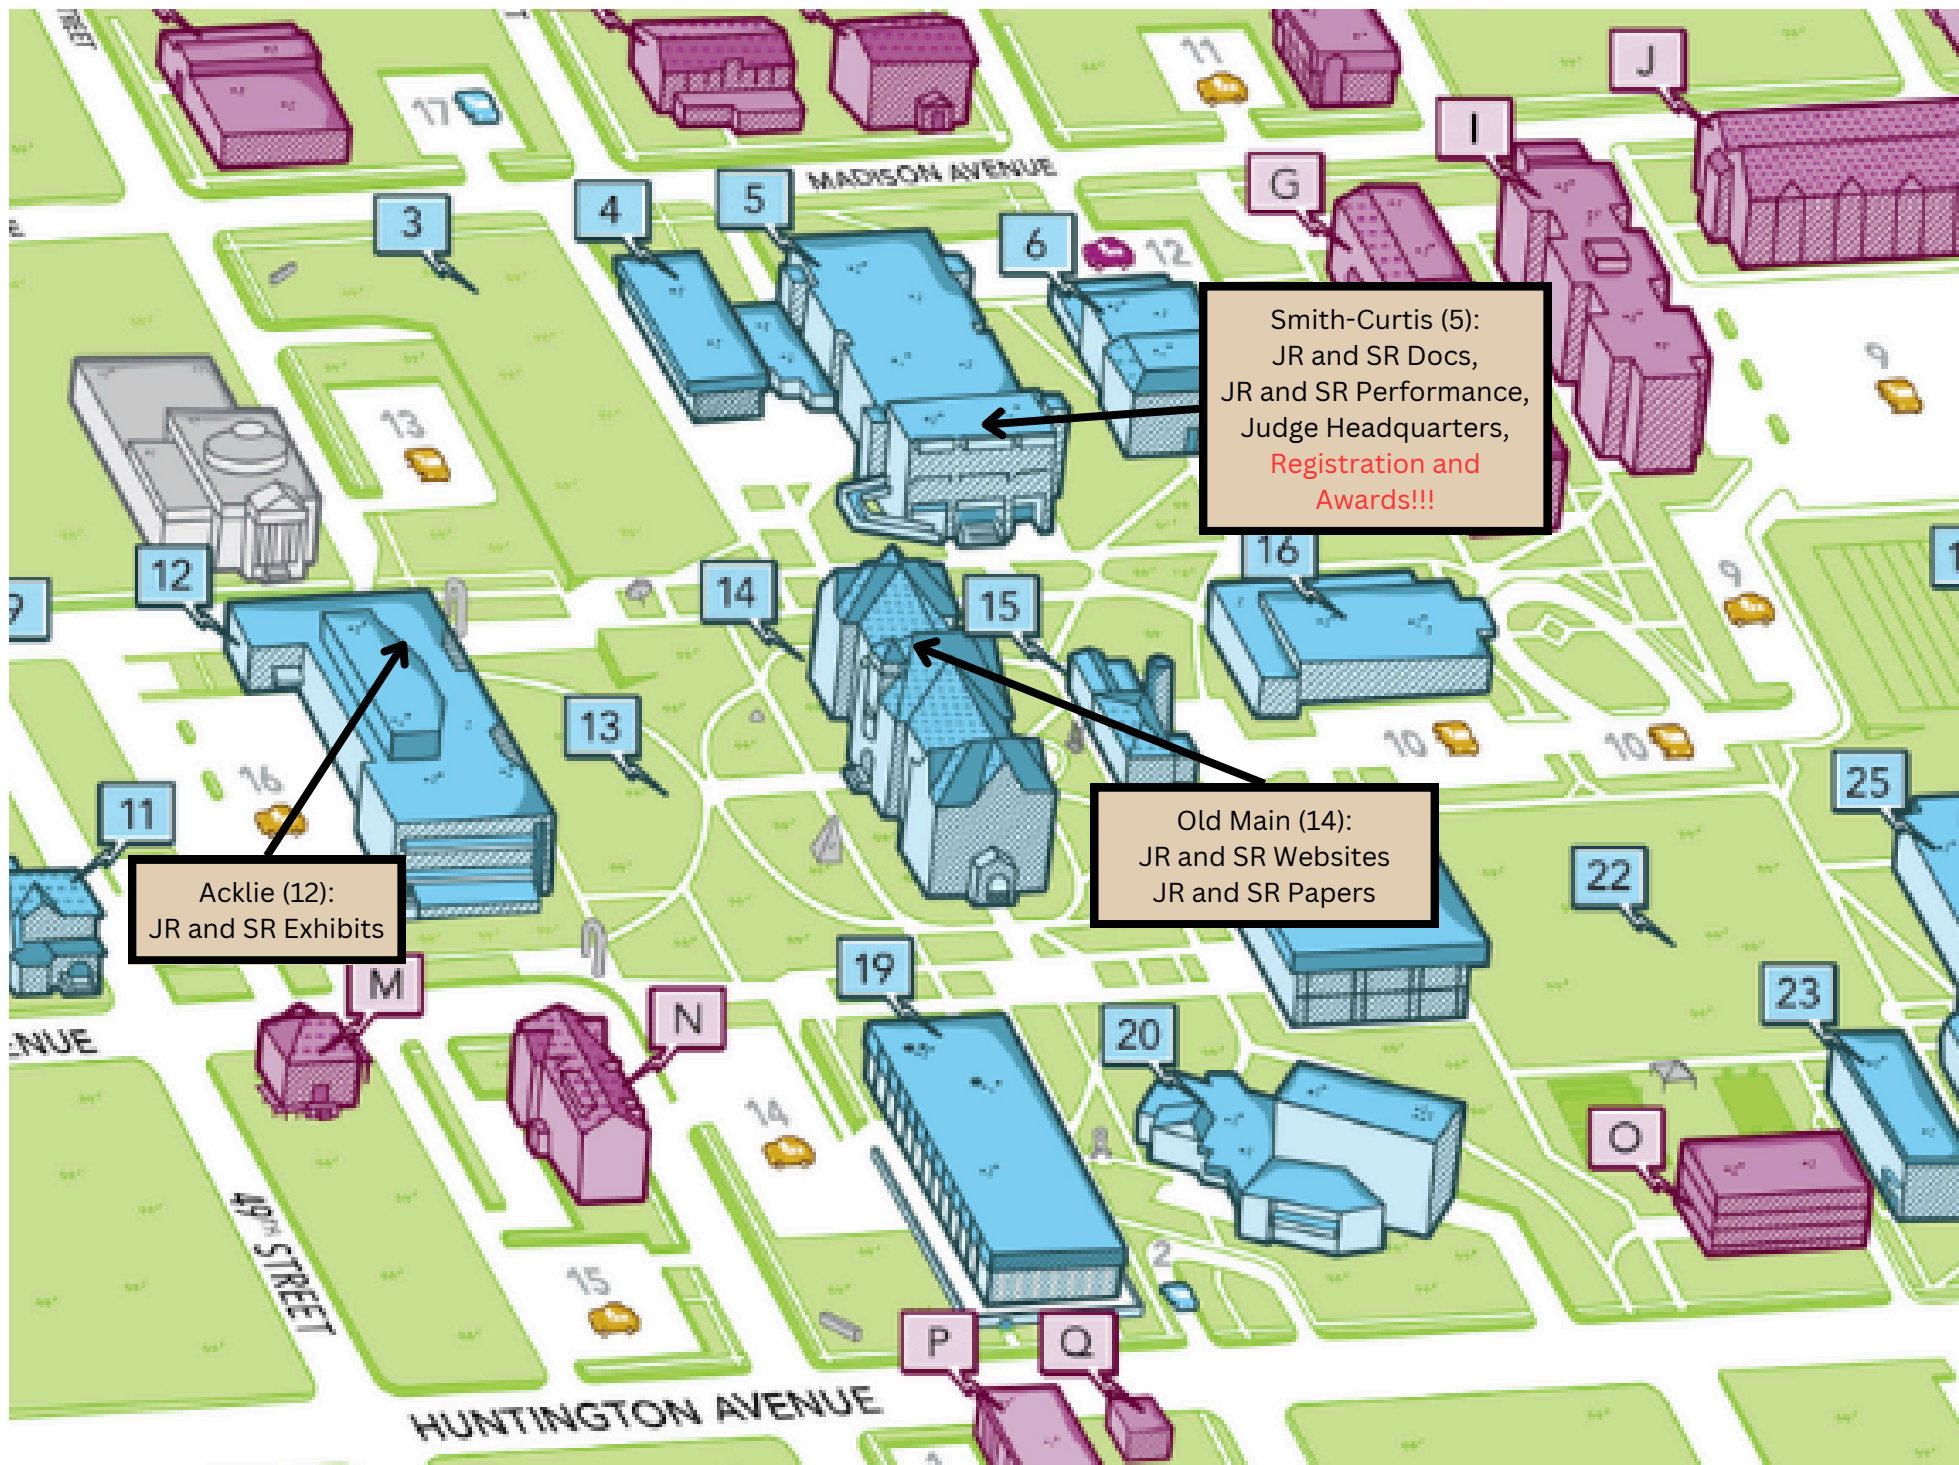 STREET
17
11
J
I
MADISON AVENUE
G
5
4
3
6
12
Smith-Curtis (5):
JR and SR Docs,
JR and SR Performance,
Judge Headquarters,
Registration and
Awards!!!
9
13
16
12
14
15
9
13
10
10
16
11
25
Old Main (14):
JR and SR Websites
JR and SR Papers
22
Acklie (12):
JR and SR Exhibits
19
M
N
23
20
ENUE
14
O
49TH STREET
2
15
P
Q
HUNTINGTON AVENUE